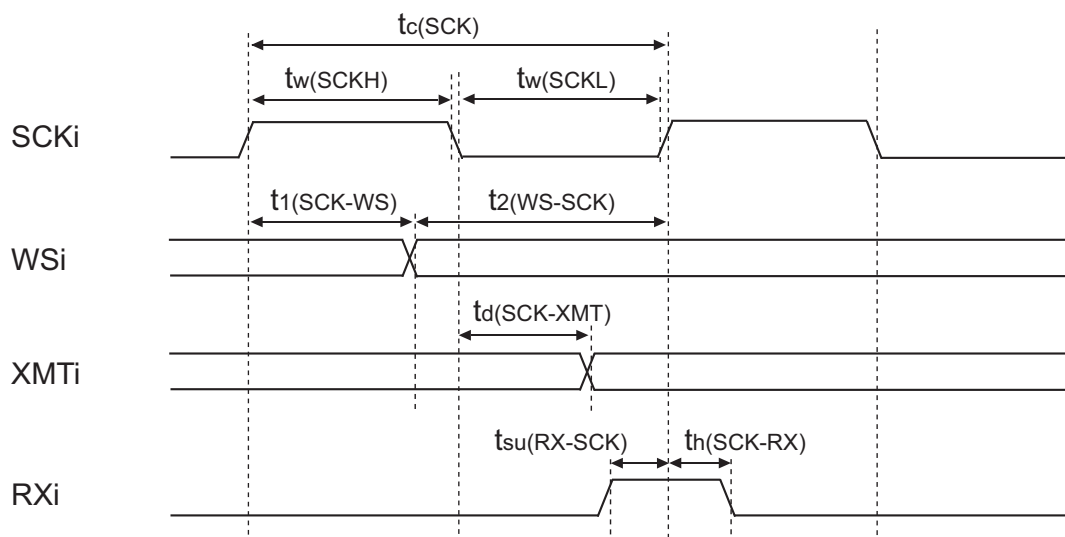 tc(SCK)
tw(SCKH)
tw(SCKL)
SCKi
t1(SCK-WS)
t2(WS-SCK)
WSi
td(SCK-XMT)
XMTi
tsu(RX-SCK)
th(SCK-RX)
RXi